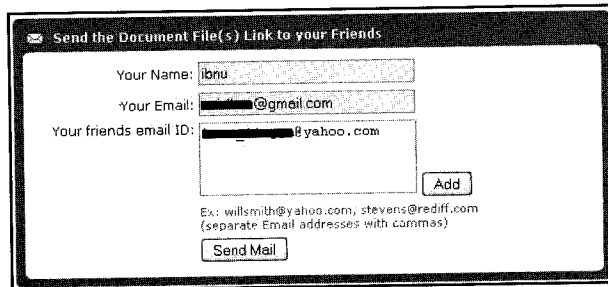 Send the Document File(s) Link to your Friends
Your Name: ibnu
Your Email: @gmail.com
Your friends email ID: @yahoo.com
Add
Ex: willsmith@yahoo.com, stevens@rediff.com
(separate Email addresses with commas)
Send Mail